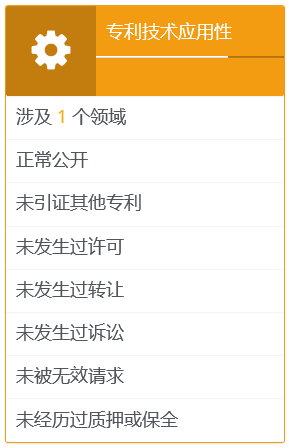 专利技术应用性
涉及 1 个领域
正常公开
未引证其他专利
未发生过许可
未发生过转让
未发生过诉讼
未被无效请求
未经历过质押或保全